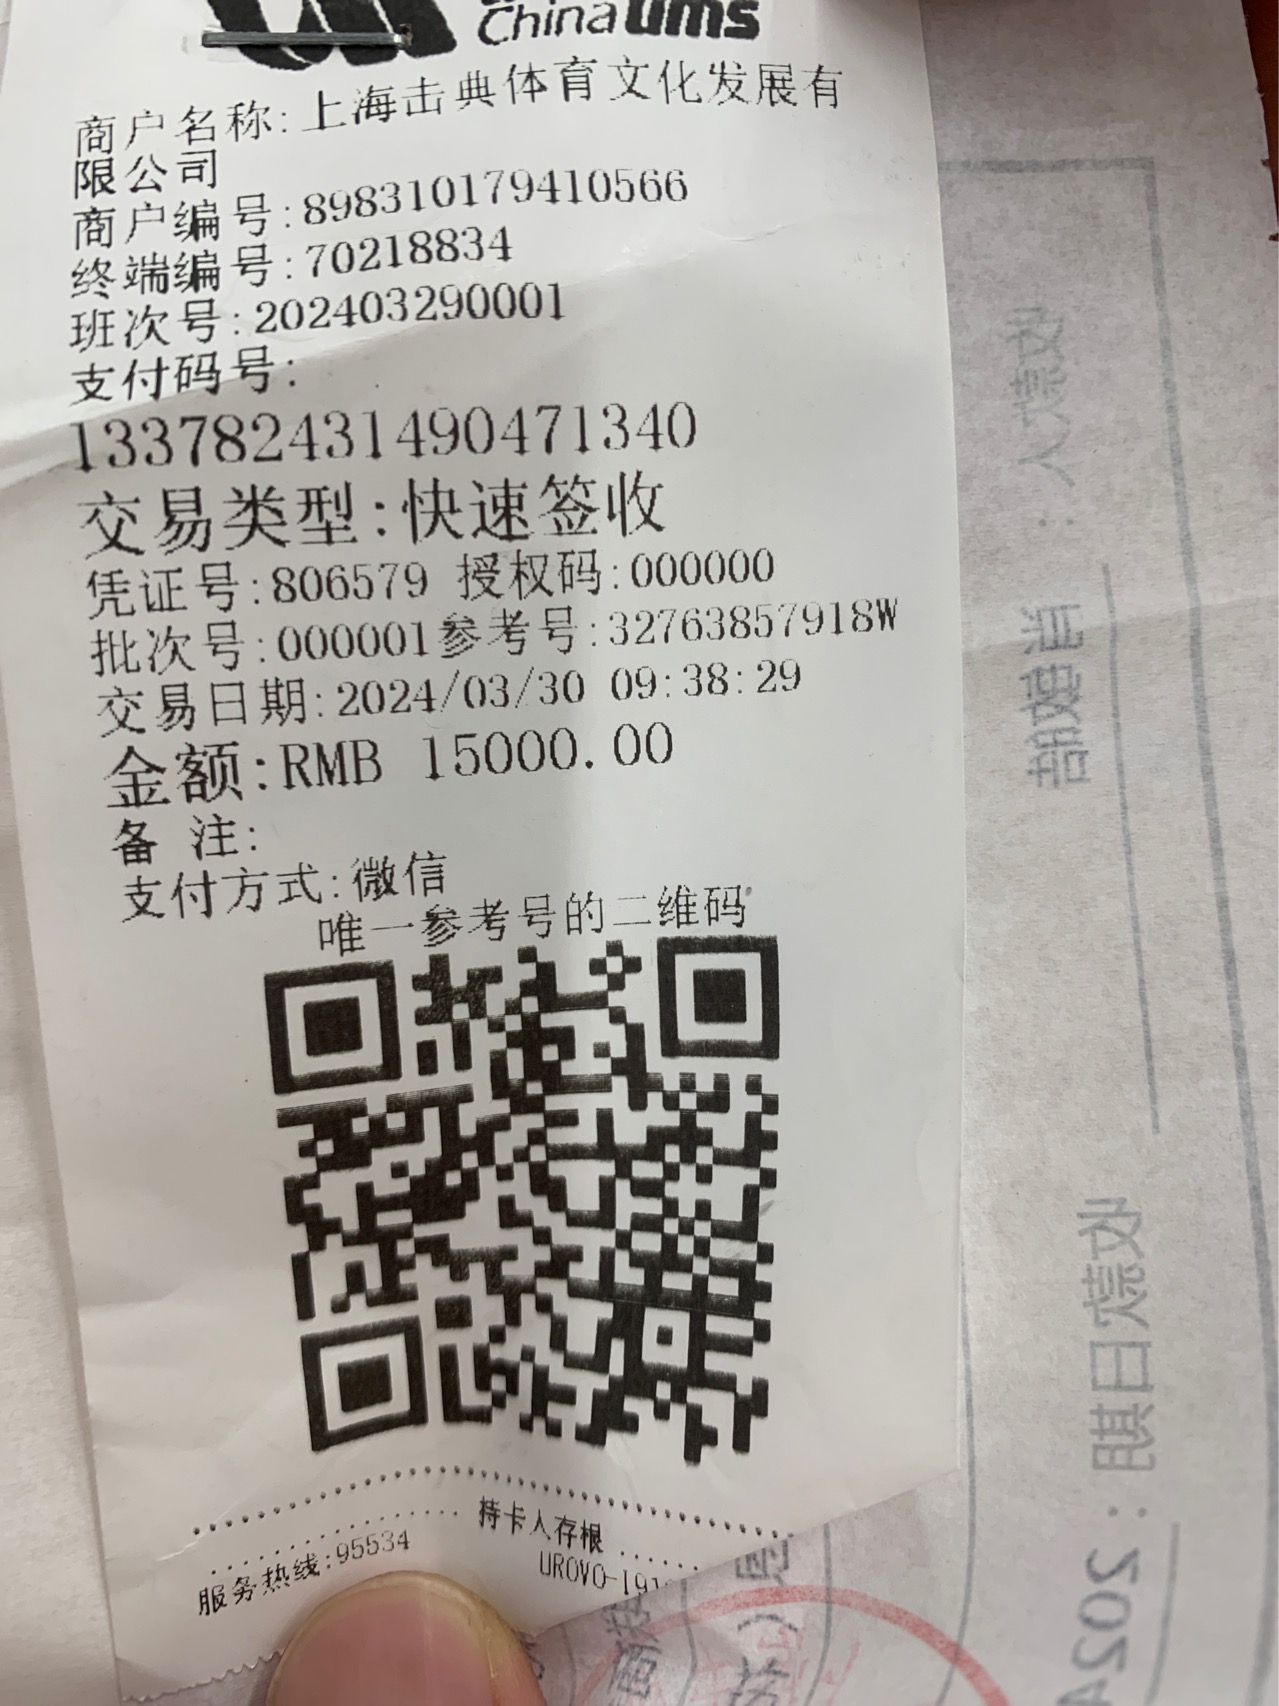 China ums
商户名称:上海击典体育文化发展有
限公司
商户编号:898310179410566
终端编号:70218834
班次号:202403290001
支付码号:
133782431490471340
交易类型:快速签收
凭证号:806579 授权码:000000
批次号:000001参考号:32763857918W
交易日期:2024/03/30 09:38:29
金额:RMB 15000.00
备 注:
支付方式:微信
唯一参考号的二维码
持卡人存根
服务热线:95534
UROVO-I91